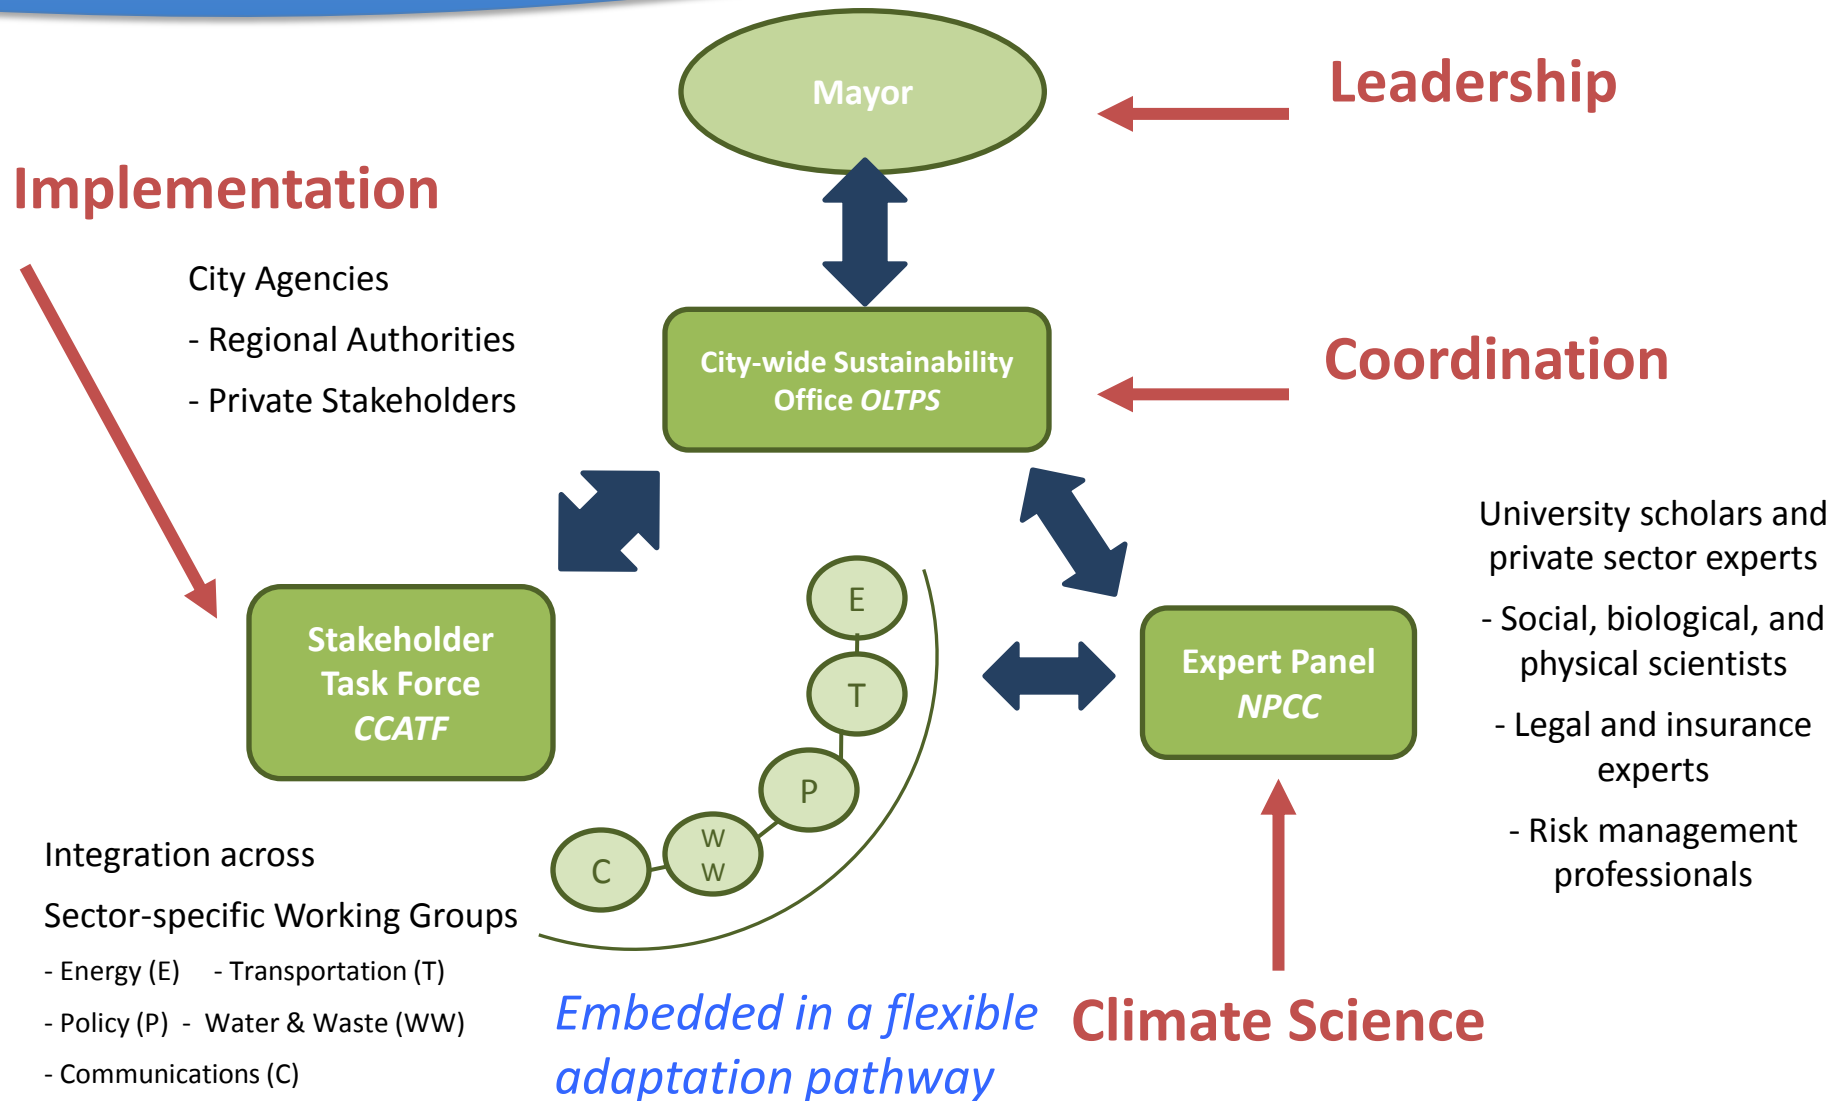 Mayor
Leadership
Implementation
City Agencies
- Regional Authorities
- Private Stakeholders
City-wide Sustainability
Office OLTPS
Coordination
University scholars and
private sector experts
- Social, biological, and
physical scientists
- Legal and insurance
experts
- Risk management
professionals
Stakeholder
Task Force
CCATF
E
T
P
W
W
C
Expert Panel
NPCC
Integration across
Sector-specific Working Groups
- Energy (E) - Transportation (T)
- Policy (P) - Water & Waste (WW)
- Communications (C)
Embedded in a flexible
adaptation pathway
Climate Science